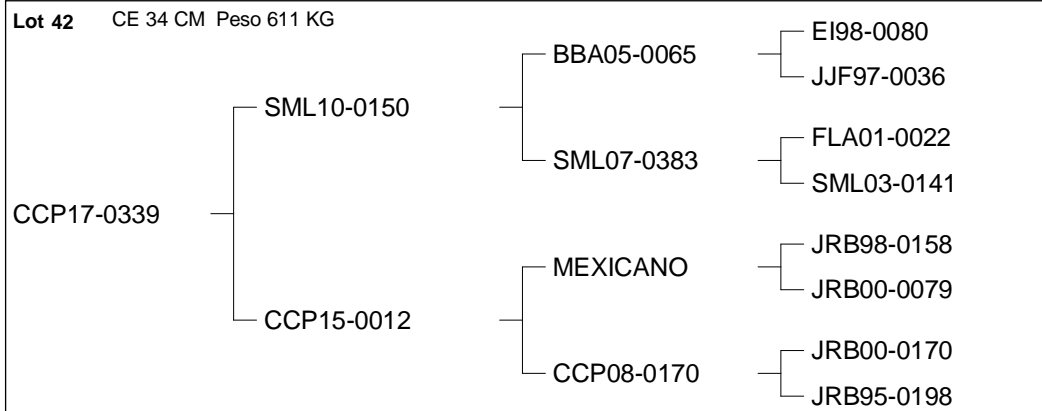 Lot 42 CE 34 CM Peso 611 KG
EI98-0080
BBA05-0065
JJF97-0036
SML10-0150
FLA01-0022
SML07-0383
SML03-0141
CCP17-0339
JRB98-0158
MEXICANO
JRB00-0079
CCP15-0012
JRB00-0170
CCP08-0170
JRB95-0198